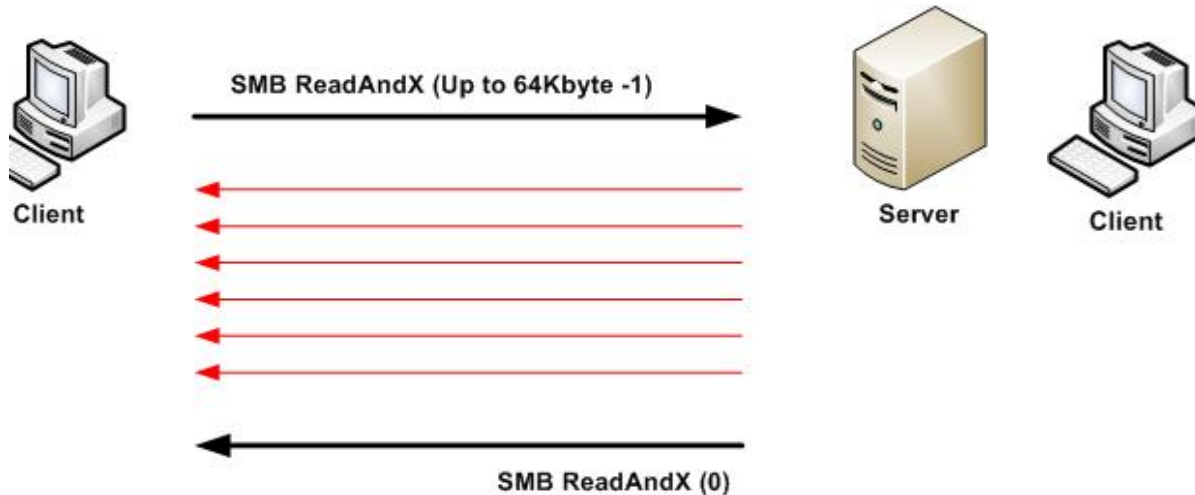 SMB ReadAndX (Up to 64Kbyte -1)
Client
Server
Client
SMB ReadAndX (0)